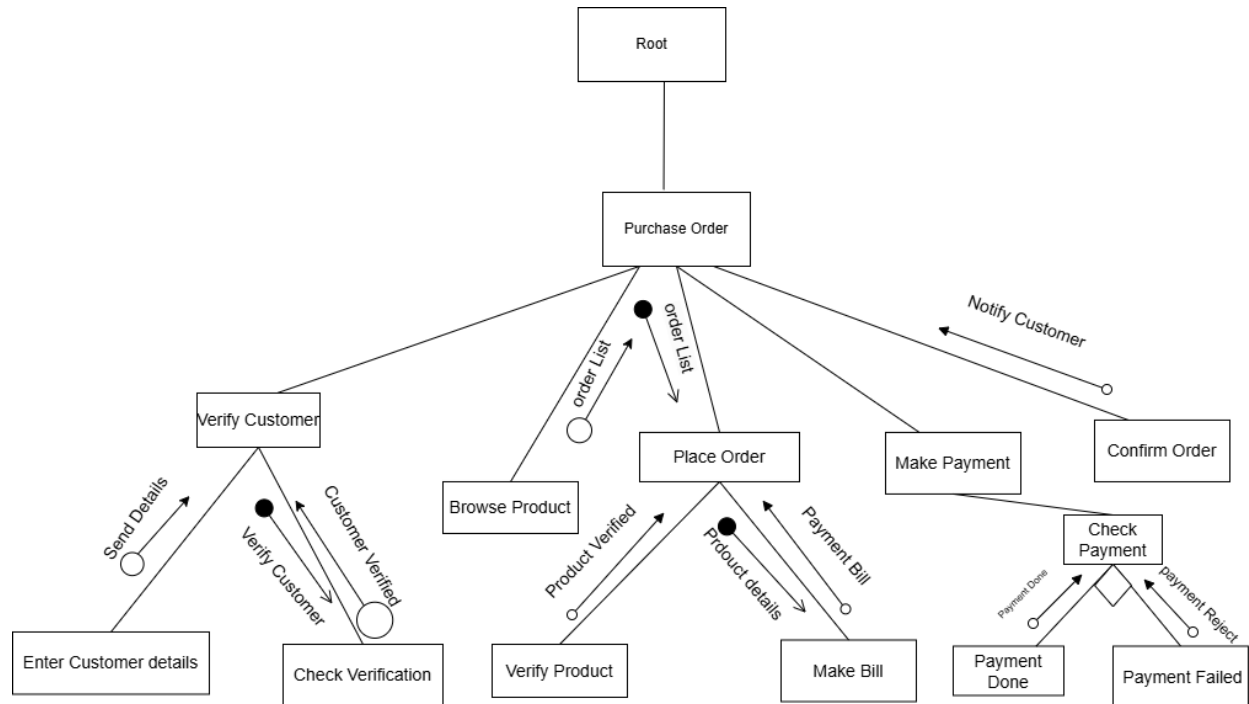 Root
Purchase Order
Notify Customer
order List
order List
Verify Customer
Place Order
Make Payment
Confirm Order
Browse Product
Send Details
Verify Customer
Customer Verified
Product Verified
Prdouct details
Payment Bill
Check
Payment
Payment Done
payment Reject
Enter Customer details
Check Verification
Verify Product
Make Bill
Payment
Done
Payment Failed